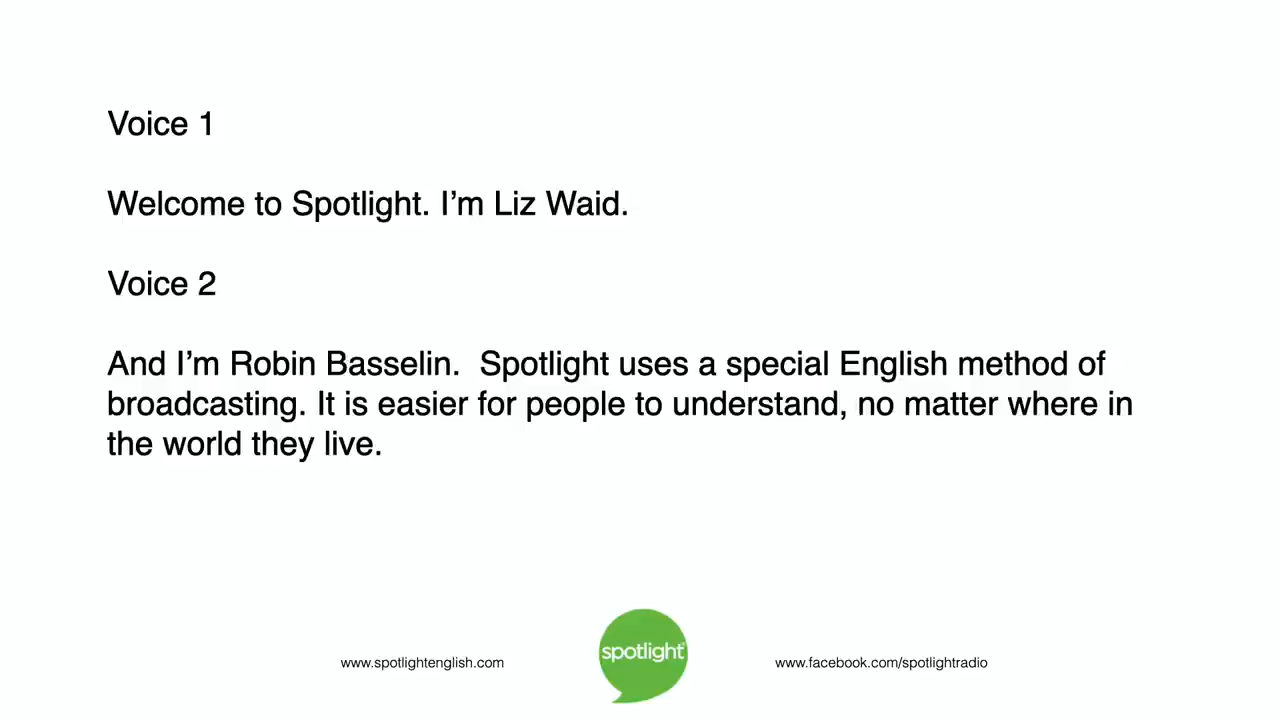 Voice 1
Welcome to Spotlight. I’m Liz Waid.
Voice 2
And I’m Robin Basselin.  Spotlight uses a special English method of
broadcasting. It is easier for people to understand, no matter where in
the world they live.
www.spotlightenglish.com
spotlight
www.facebook.com/spotlightradio